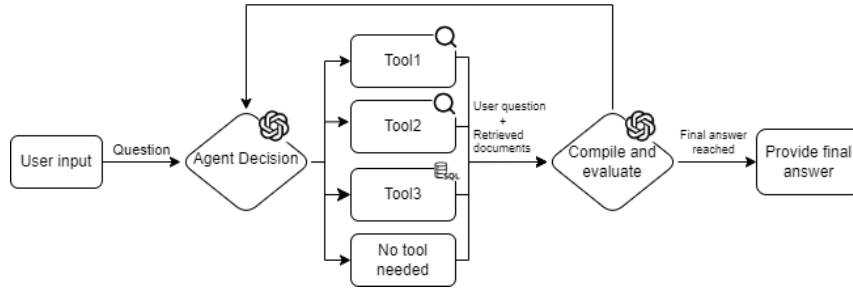 User input
Question
Agent Decision
Tool1
Tool2
Tool3
SQL
No tool
needed
User question
+
Retrieved
documents
Compile and
evaluate
Final answer
reached
Provide final
answer